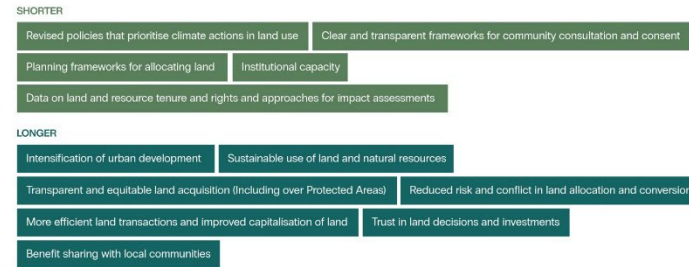 SHORTER
Revised policies that prioritise climate actions in land use
Clear and transparent frameworks for community consultation and consent
Planning frameworks for allocating land
Institutional capacity
Data on land and resource tenure and rights and approaches for impact assessments
LONGER
Intensification of urban development
Sustainable use of land and natural resources
Transparent and equitable land acquisition (Including over Protected Areas)
Reduced risk and conflict in land allocation and conversion
More efficient land transactions and improved capitalisation of land
Trust in land decisions and investments
Benefit sharing with local communities